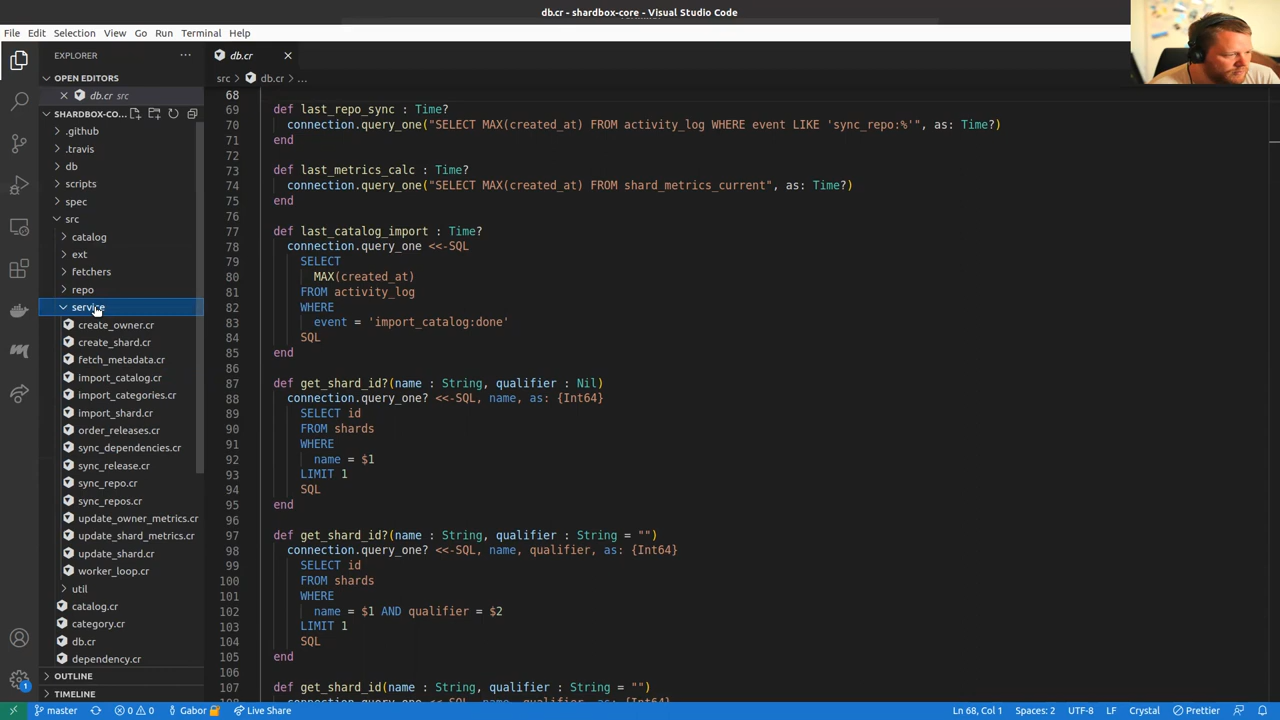 db.cr - shardbox-core - Visual Studio Code
File Edit Selection View Go Run Terminal Help
EXPLORER
OPEN EDITORS
db.cr src
SHARDBOX-CO...
.github
.travis
db
scripts
spec
src
catalog
ext
fetchers
repo
service
create_owner.cr
create_shard.cr
fetch_metadata.cr
import_catalog.cr
import_categories.cr
import_shard.cr
order_releases.cr
sync_dependencies.cr
sync_release.cr
sync_repo.cr
sync_repos.cr
update_owner_metrics.cr
update_shard_metrics.cr
update_shard.cr
worker_loop.cr
util
catalog.cr
category.cr
db.cr
dependency.cr
OUTLINE
TIMELINE
db.cr
src > db.cr > ...
68
69 def last_repo_sync : Time?
70 connection.query_one("SELECT MAX(created_at) FROM activity_log WHERE event LIKE 'sync_repo:%'", as: Time?)
71 end
72
73 def last_metrics_calc : Time?
74 connection.query_one("SELECT MAX(created_at) FROM shard_metrics_current", as: Time?)
75 end
76
77 def last_catalog_import : Time?
78 connection.query_one <<-SQL
79 SELECT
80 MAX(created_at)
81 FROM activity_log
82 WHERE
83 event = 'import_catalog:done'
84 SQL
85 end
86
87 def get_shard_id?(name : String, qualifier : Nil)
88 connection.query_one? <<-SQL, name, as: {Int64}
89 SELECT id
90 FROM shards
91 WHERE
92 name = $1
93 LIMIT 1
94 SQL
95 end
96
97 def get_shard_id?(name : String, qualifier : String = "")
98 connection.query_one? <<-SQL, name, qualifier, as: {Int64}
99 SELECT id
100 FROM shards
101 WHERE
102 name = $1 AND qualifier = $2
103 LIMIT 1
104 SQL
105 end
106
107 def get_shard_id(name : String, qualifier : String = "")
108 connection.query_one <<-SQL, name, qualifier, as: {Int64}
1
master 0 0 Gabor Live Share Ln 68, Col 1 Spaces: 2 UTF-8 LF Crystal Prettier